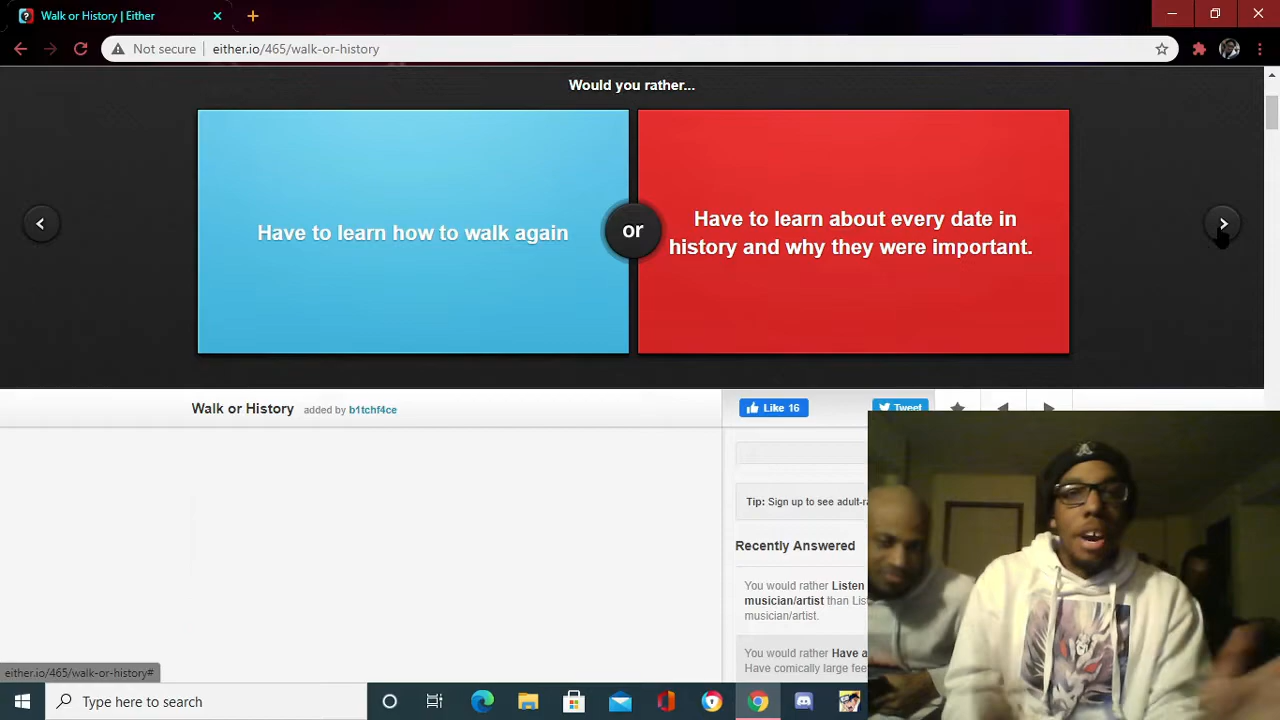 Walk or History | Either
Not secure
either.io/465/walk-or-history
Would you rather...
Have to learn how to walk again
or
Have to learn about every date in
history and why they were important.
Walk or History
added by b1tchf4ce
Like 16
Tweet
Tip: Sign up to see adult-r
Recently Answered
You would rather Listen
musician/artist than Lis
musician/artist.
You would rather Have a
Have comically large fee
either.io/465/walk-or-history#
Type here to search